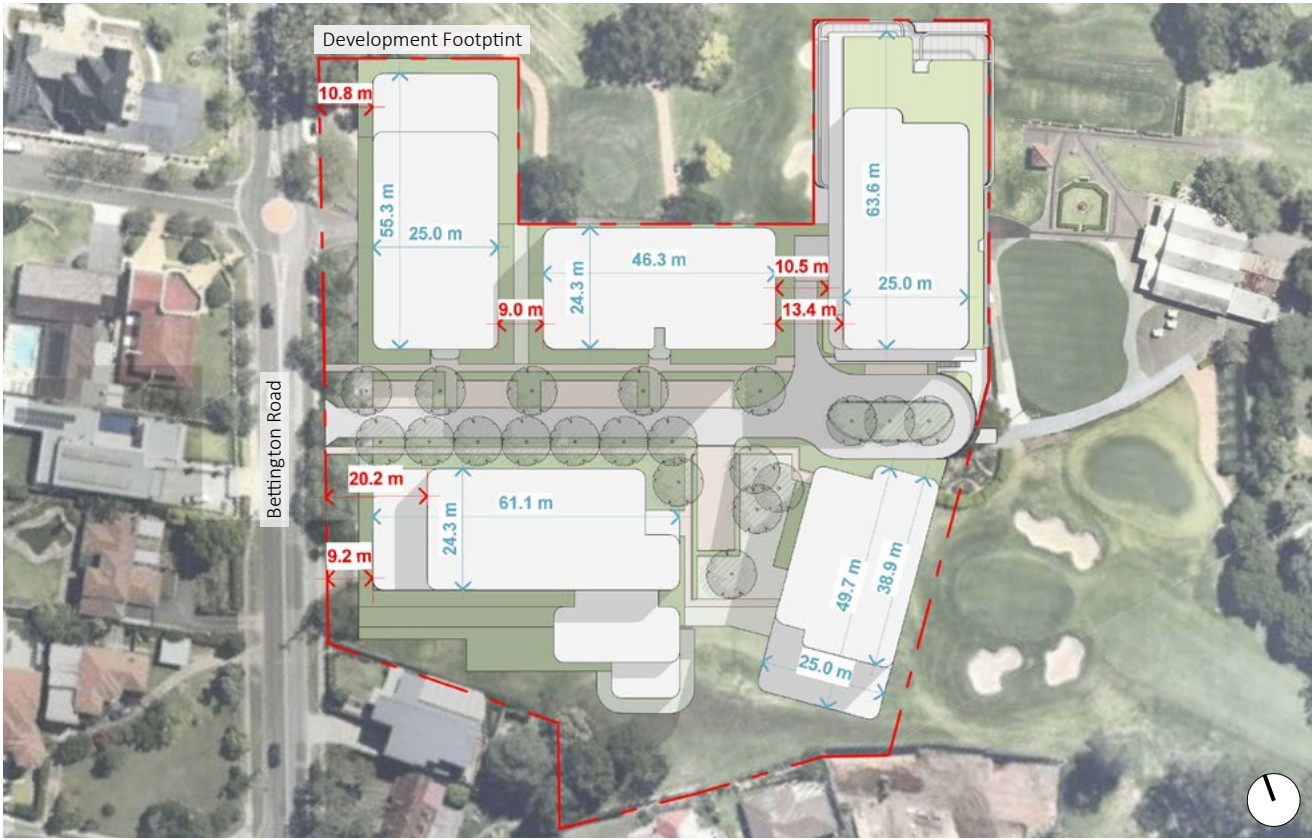 Development Footptint
10.8 m
55.3 m
25.0 m
9.0 m
24.3 m
46.3 m
10.5 m
13.4 m
63.6 m
25.0 m
Bettington Road
20.2 m
9.2 m
24.3 m
61.1 m
49.7 m
38.9 m
25.0 m